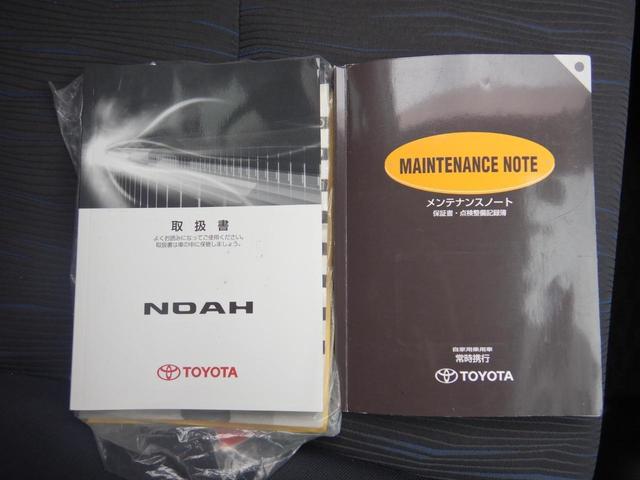 取扱書
よくお読みになってご使用ください。
取扱書は車の中に保管しましょう。
NOAH
TOYOTA
MAINTENANCE NOTE
メンテナンスノート
保証書・点検整備記録簿
自家用乗用車
常時携行
TOYOTA